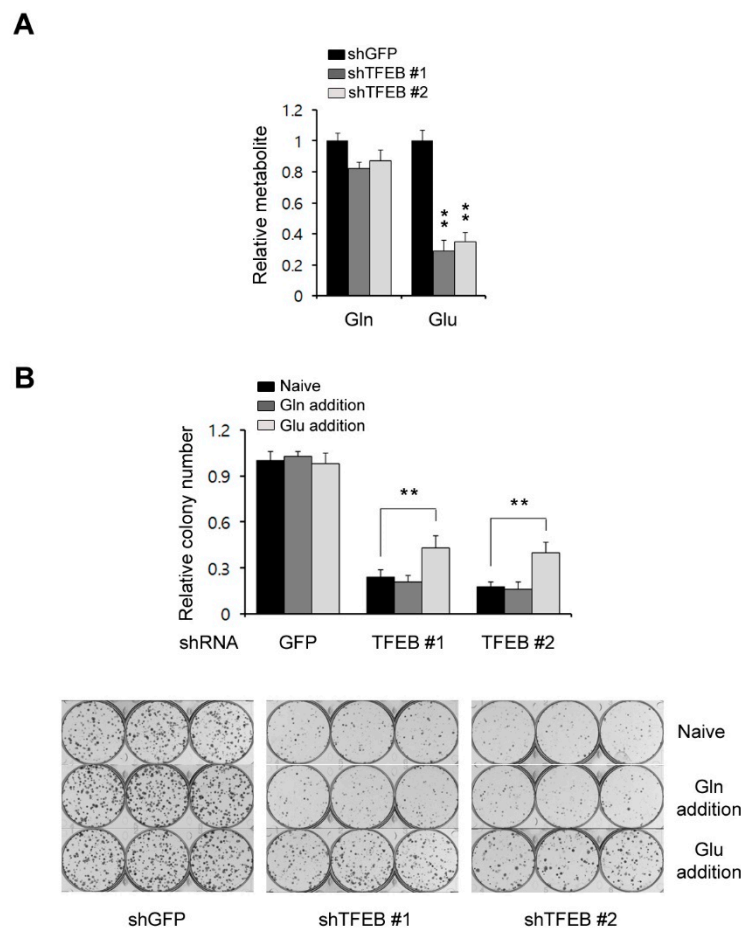 A
shGFP
shTFEB #1
shTFEB #2
Relative metabolite
1.2
1
0.8
0.6
0.4
0.2
0
**
**
Gln
Glu
B
Naive
Gln addition
Glu addition
Relative colony number
1.2
0.9
0.6
0.3
0
**
**
shRNA
GFP
TFEB #1
TFEB #2
Naive
Gln
addition
Glu
addition
shGFP
shTFEB #1
shTFEB #2